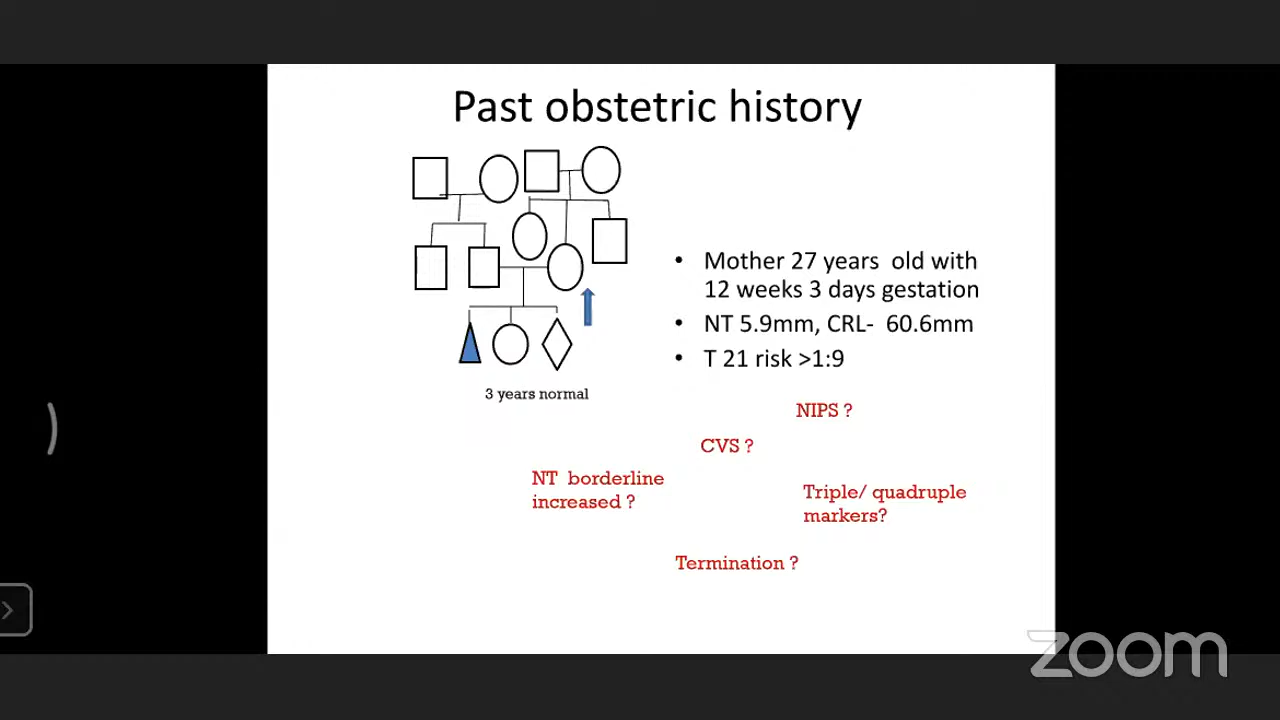 Past obstetric history
• Mother 27 years old with
12 weeks 3 days gestation
• NT 5.9mm, CRL- 60.6mm
• T 21 risk >1:9
3 years normal
NIPS ?
CVS ?
NT borderline
increased ?
Triple/ quadruple
markers?
Termination ?
zoom